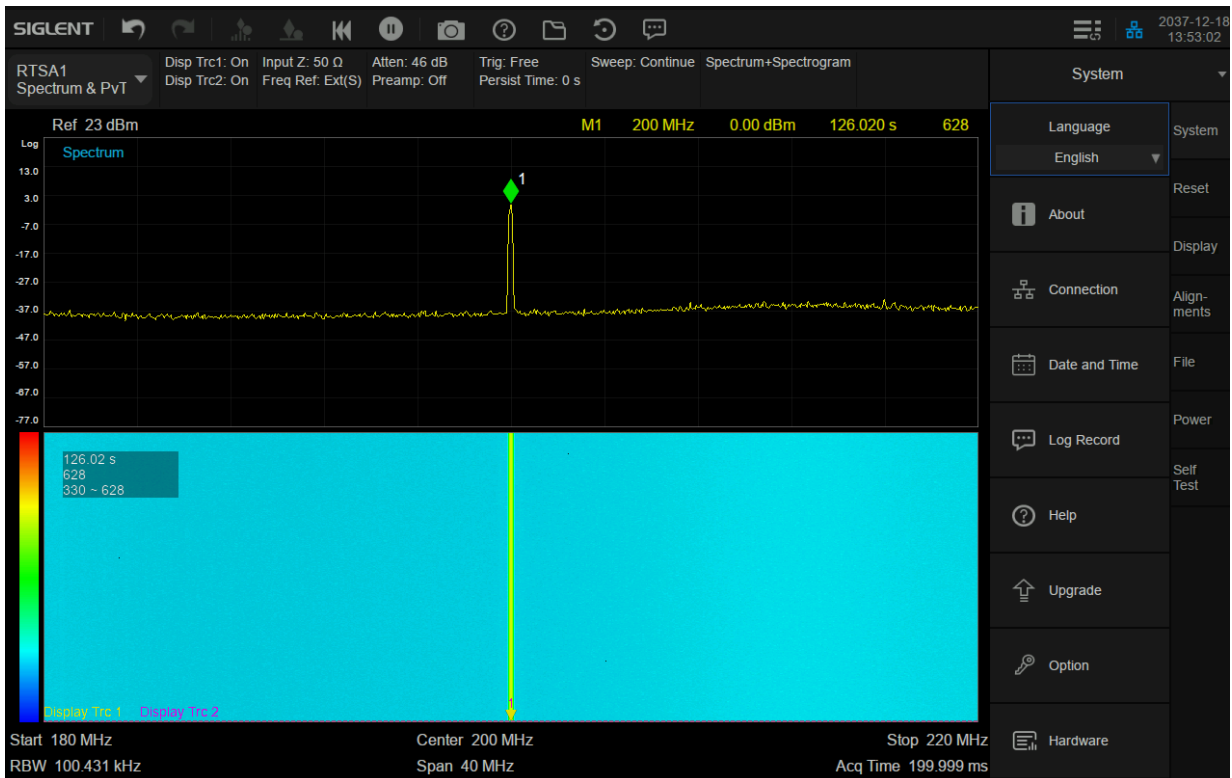 SIGLENT
2037-12-18
13:53:02
RTSA1
Spectrum & PvT
Disp Trc1: On
Disp Trc2: On
Input Z: 50 Ω
Freq Ref: Ext(S)
Atten: 46 dB
Preamp: Off
Trig: Free
Persist Time: 0 s
Sweep: Continue
Spectrum+Spectrogram
Ref 23 dBm
M1 200 MHz 0.00 dBm 126.020 s 628
Log
Spectrum
13.0
3.0
-7.0
-17.0
-27.0
-37.0
-47.0
-57.0
-67.0
-77.0
1
126.02 s
628
330 ~ 628
1
Display Trc 1 Display Trc 2
Start 180 MHz Center 200 MHz Stop 220 MHz
RBW 100.431 kHz Span 40 MHz Acq Time 199.999 ms
System
Language
English
About
Connection
Date and Time
Log Record
Help
Upgrade
Option
Hardware
System
Reset
Display
Align-
ments
File
Power
Self
Test